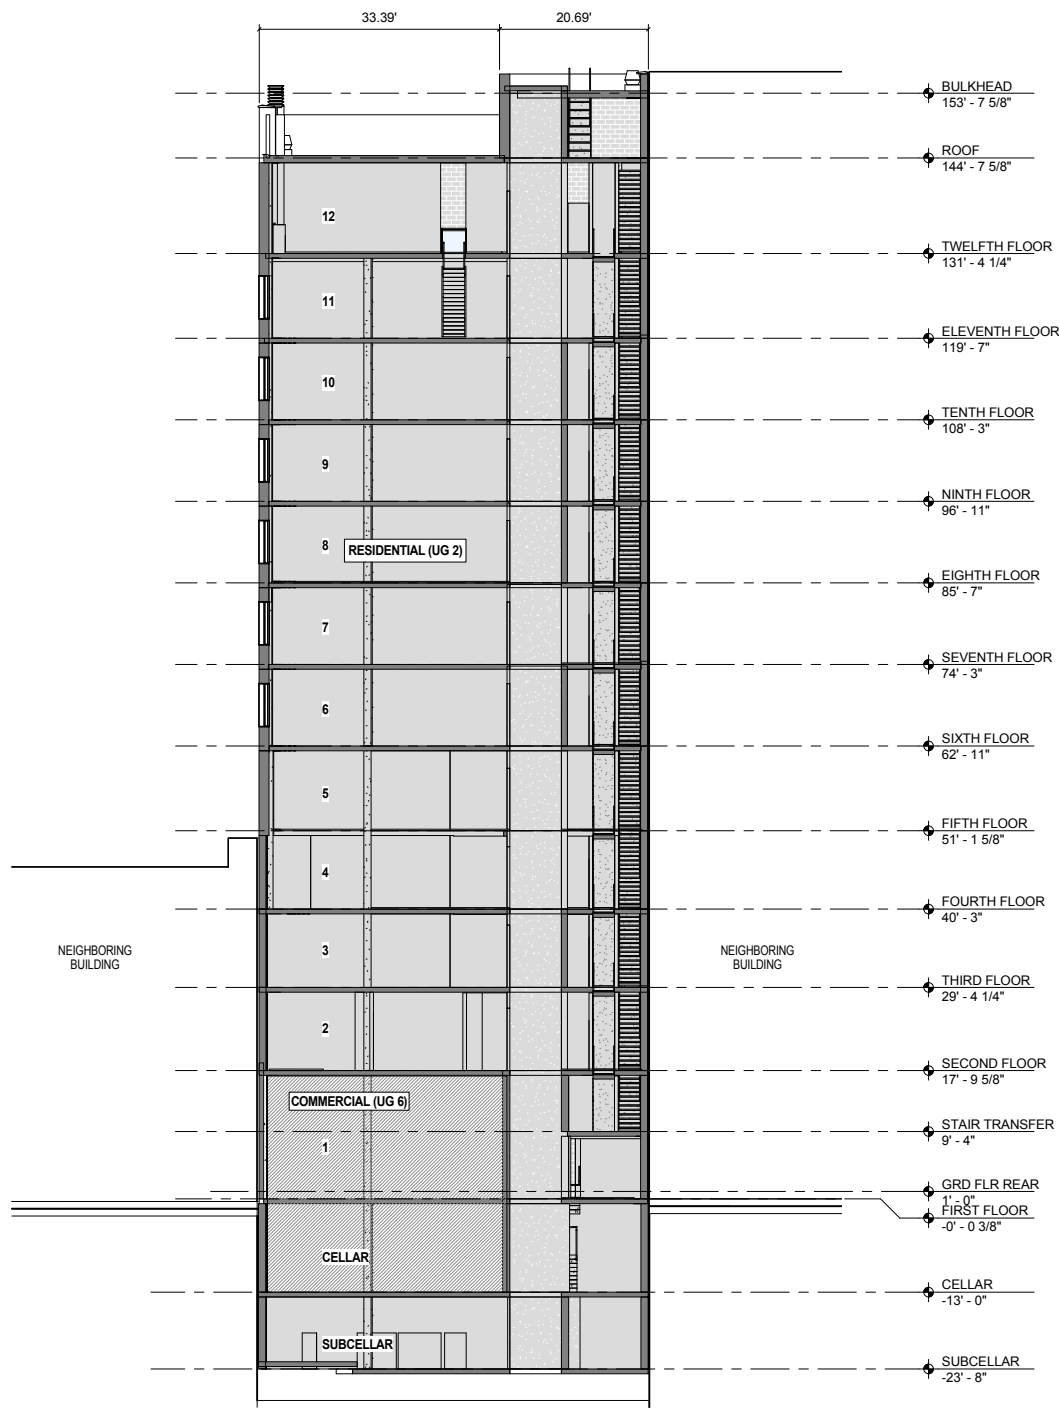 33.39'
20.69'
BULKHEAD
153' - 7 5/8"
ROOF
144' - 7 5/8"
12
TWELFTH FLOOR
131' - 4 1/4"
11
ELEVENTH FLOOR
119' - 7"
10
TENTH FLOOR
108' - 3"
9
NINTH FLOOR
96' - 11"
8
RESIDENTIAL (UG 2)
EIGHTH FLOOR
85' - 7"
7
SEVENTH FLOOR
74' - 3"
6
SIXTH FLOOR
62' - 11"
5
FIFTH FLOOR
51' - 1 5/8"
4
FOURTH FLOOR
40' - 3"
NEIGHBORING
BUILDING
3
NEIGHBORING
BUILDING
THIRD FLOOR
29' - 4 1/4"
2
SECOND FLOOR
17' - 9 5/8"
COMMERCIAL (UG 6)
1
STAIR TRANSFER
9' - 4"
GRD FLR REAR
1' - 0"
FIRST FLOOR
-0' - 0 3/8"
CELLAR
CELLAR
-13' - 0"
SUBCELLAR
SUBCELLAR
-23' - 8"